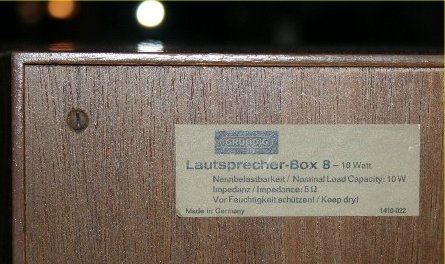 GRUNDIG
Lautsprecher-Box 8 – 10 Watt
Nennbelastbarkeit / Nominal Load Capacity: 10 W
Impedanz / Impedance: 5 Ω
Vor Feuchtigkeit schützen! / Keep dry!
Made in Germany 1410-022